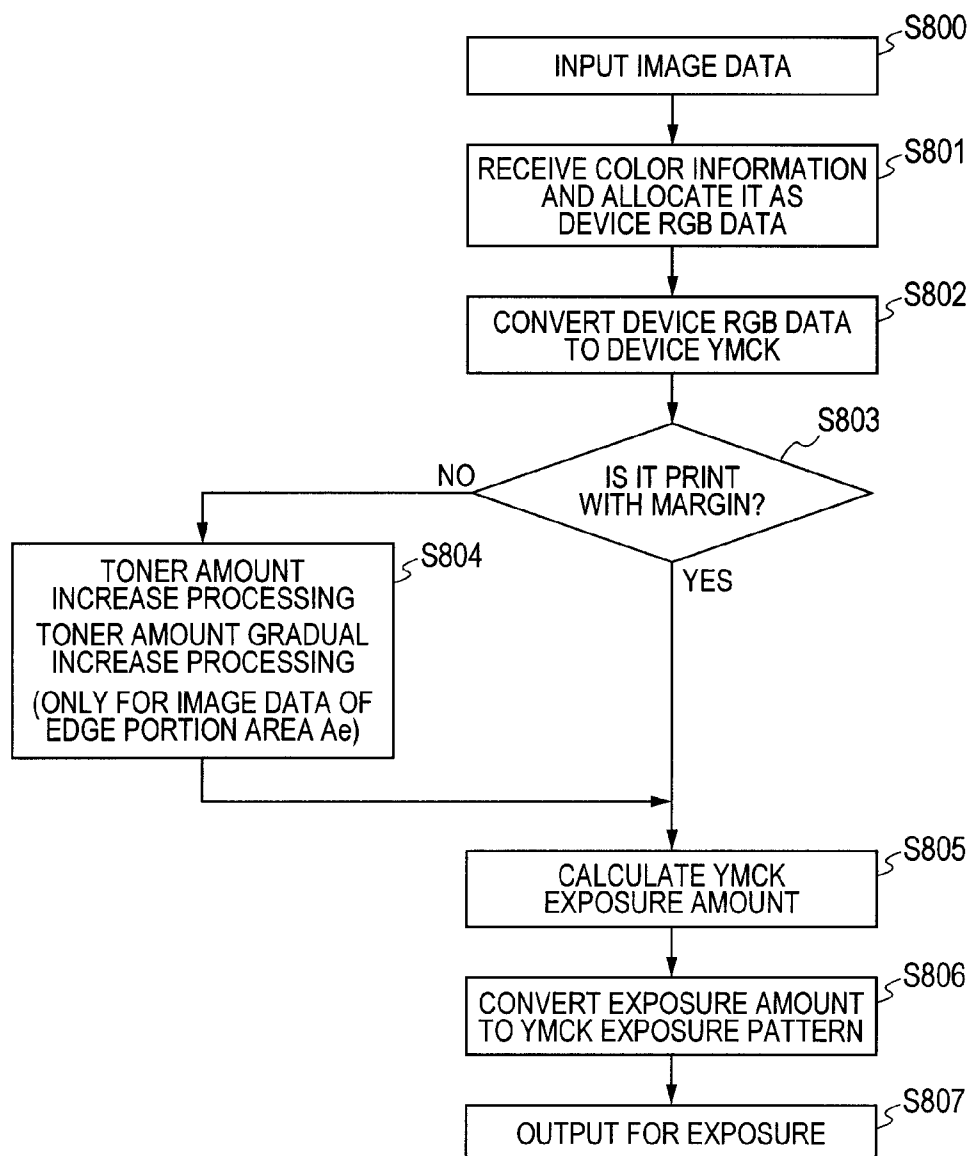 S800
INPUT IMAGE DATA
S801
RECEIVE COLOR INFORMATION
AND ALLOCATE IT AS
DEVICE RGB DATA
S802
CONVERT DEVICE RGB DATA
TO DEVICE YMCK
S803
IS IT PRINT
WITH MARGIN?
NO
YES
S804
TONER AMOUNT
INCREASE PROCESSING
TONER AMOUNT GRADUAL
INCREASE PROCESSING
(ONLY FOR IMAGE DATA OF
EDGE PORTION AREA Ae)
S805
CALCULATE YMCK
EXPOSURE AMOUNT
S806
CONVERT EXPOSURE AMOUNT
TO YMCK EXPOSURE PATTERN
S807
OUTPUT FOR EXPOSURE